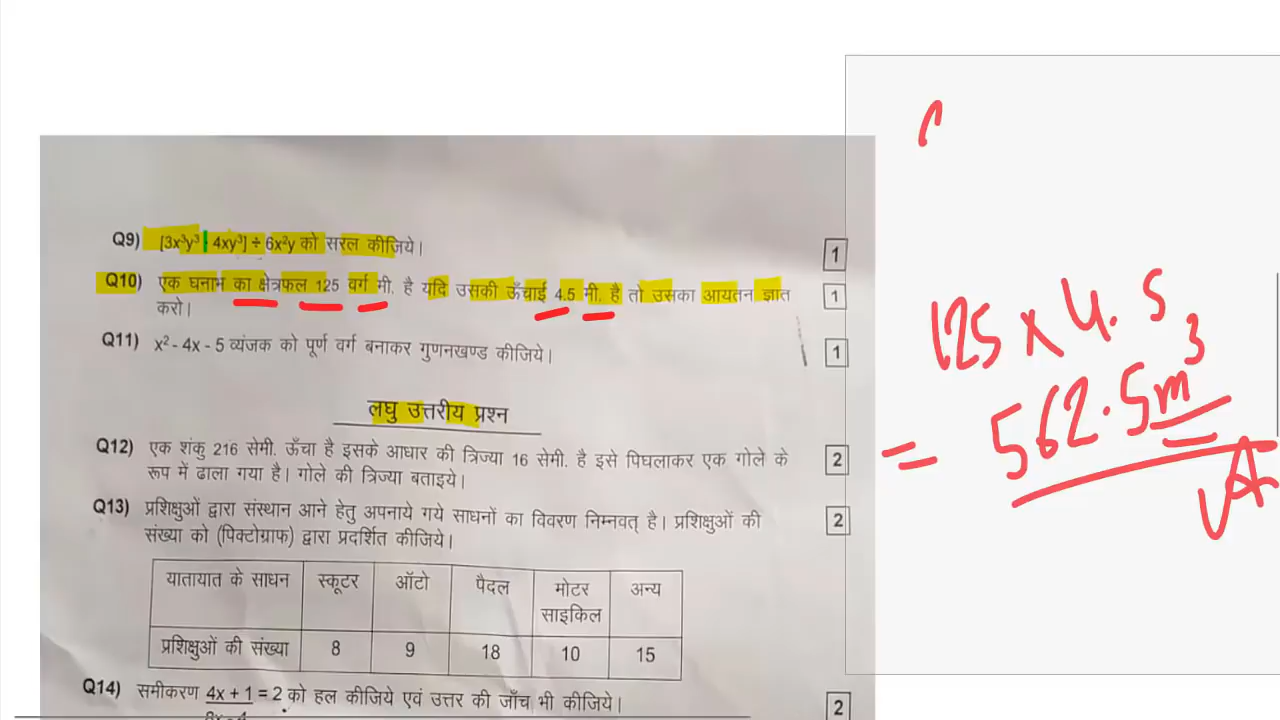 Q9) [3x³y³ - 4xy³] ÷ 6x²y को सरल कीजिये। 1
Q10) एक घनाभ का क्षेत्रफल 125 वर्ग मी. है यदि उसकी ऊँचाई 4.5 मी. है तो उसका आयतन ज्ञात 1
करो।
Q11) x² - 4x - 5 व्यंजक को पूर्ण वर्ग बनाकर गुणनखण्ड कीजिये। 1
लघु उत्तरीय प्रश्न
Q12) एक शंकु 216 सेमी. ऊँचा है इसके आधार की त्रिज्या 16 सेमी. है इसे पिघलाकर एक गोले के 2
रूप में ढाला गया है। गोले की त्रिज्या बताइये।
Q13) प्रशिक्षुओं द्वारा संस्थान आने हेतु अपनाये गये साधनों का विवरण निम्नवत् है। प्रशिक्षुओं की 2
संख्या को (पिक्टोग्राफ) द्वारा प्रदर्शित कीजिये।
यातायात के साधन स्कूटर ऑटो पैदल मोटर साइकिल अन्य
प्रशिक्षुओं की संख्या 8 9 18 10 15
Q14) समीकरण 4x + 1 = 2 को हल कीजिये एवं उत्तर की जाँच भी कीजिये। 2
125 x 4.5
= 562.5 m³